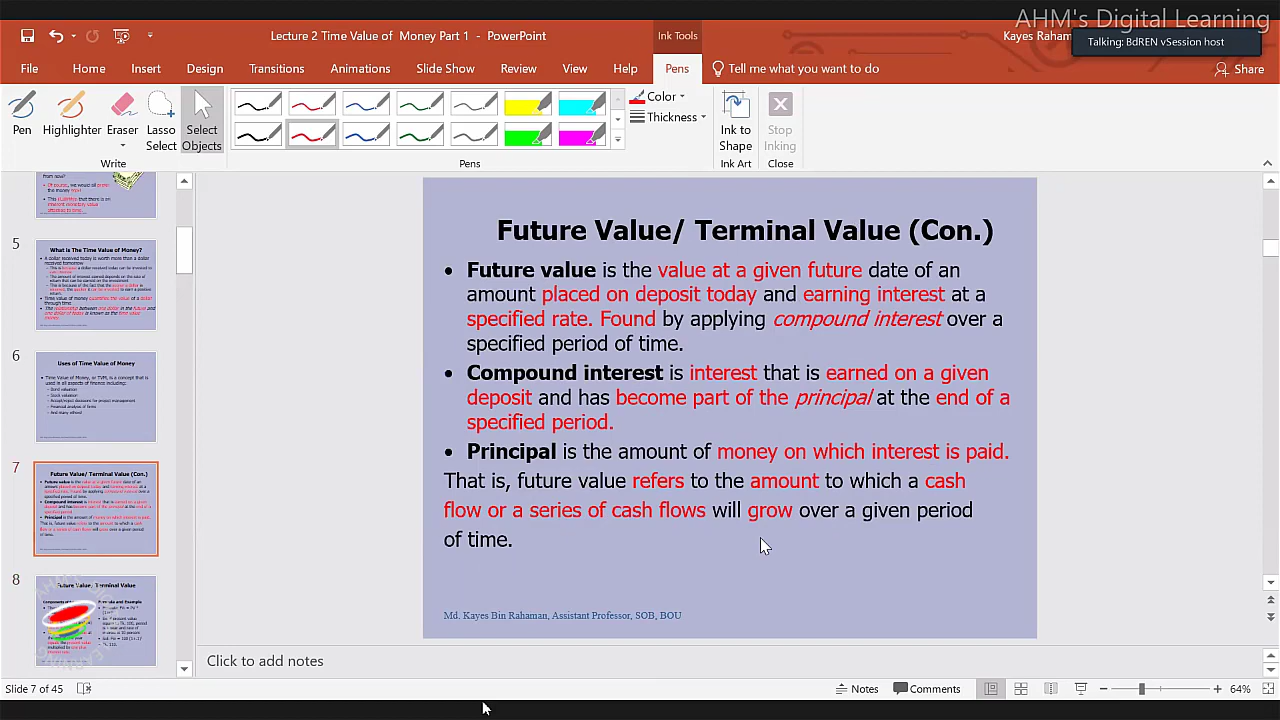 AHM's Digital Learning
Lecture 2 Time Value of Money Part 1 - PowerPoint
Ink Tools
Kayes Raham
Talking: BdREN vSession host
File Home Insert Design Transitions Animations Slide Show Review View Help Pens Tell me what you to do Share
Pen Highlighter Eraser Lasso Select Select Objects
Color
Thickness
Ink to Shape
Stop Inking
Write Pens Ink Art Close
5
What is The Time Value of Money?
6
Uses of Time Value of Money
7
Future Value/ Terminal Value (Con.)
8
Future Value/ Terminal Value
Future Value/ Terminal Value (Con.)
• Future value is the value at a given future date of an
amount placed on deposit today and earning interest at a
specified rate. Found by applying compound interest over a
specified period of time.
• Compound interest is interest that is earned on a given
deposit and has become part of the principal at the end of a
specified period.
• Principal is the amount of money on which interest is paid.
That is, future value refers to the amount to which a cash
flow or a series of cash flows will grow over a given period
of time.
Md. Kayes Bin Rahaman, Assistant Professor, SOB, BOU
Click to add notes
Slide 7 of 45 Notes Comments 64%